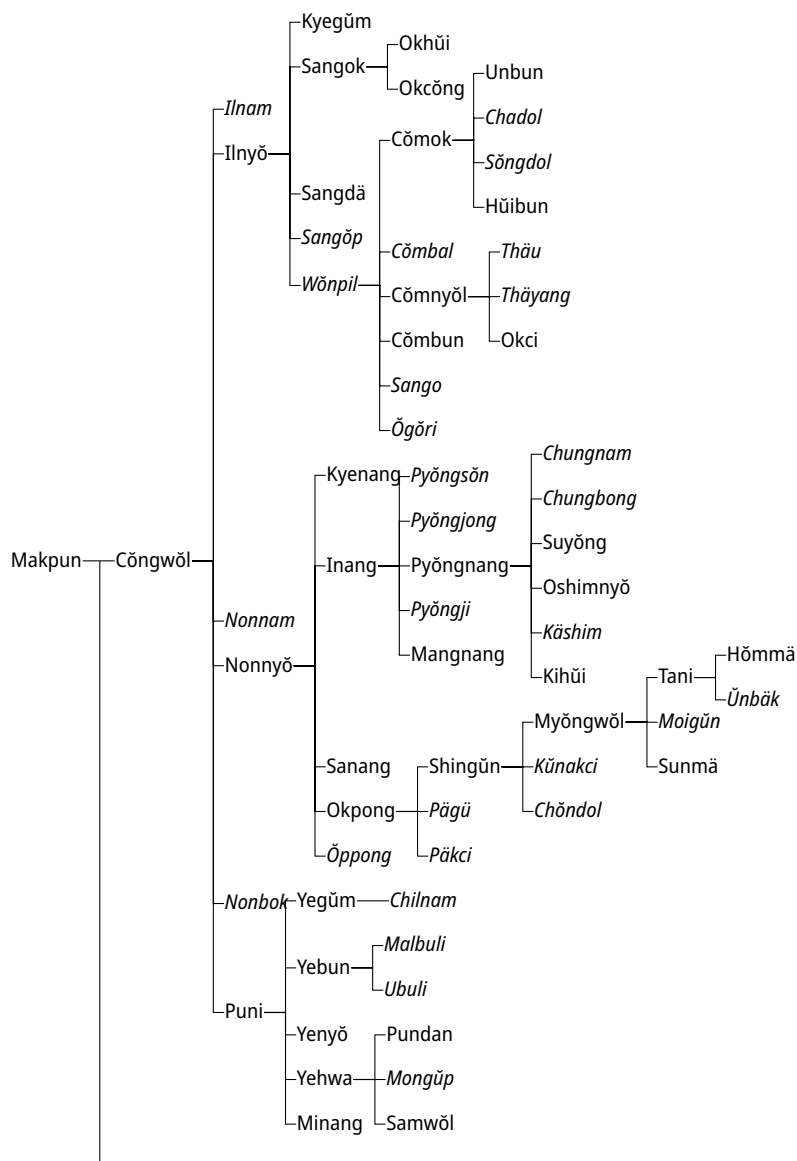 Kyegŭm
Okhŭi
Sangok
Unbun
Okcŏng
Ilnam
Chadol
Cŏmok
Ilnyŏ
Sŏngdol
Sangdä
Hŭibun
Sangŏp
Cŏmbal
Thäu
Wŏnpil
Cŏmnyŏl
Thäyang
Cŏmbun
Okci
Sango
Ŏgŏri
Chungnam
Kyenang
Pyŏngsŏn
Chungbong
Pyŏngjong
Suyŏng
Makpun
Cŏngwŏl
Inang
Pyŏngnang
Oshimnyŏ
Nonnam
Pyŏngji
Käshim
Nonnyŏ
Mangnang
Hŏmmä
Kihŭi
Tani
Ŭnbäk
Myŏngwŏl
Moigŭn
Sanang
Shingŭn
Kŭnakci
Sunmä
Okpong
Pägü
Chŏndol
Ŏppong
Päkci
Nonbok
Yegŭm
Chilnam
Malbuli
Yebun
Ubuli
Puni
Yenyŏ
Pundan
Yehwa
Mongŭp
Minang
Samwŏl